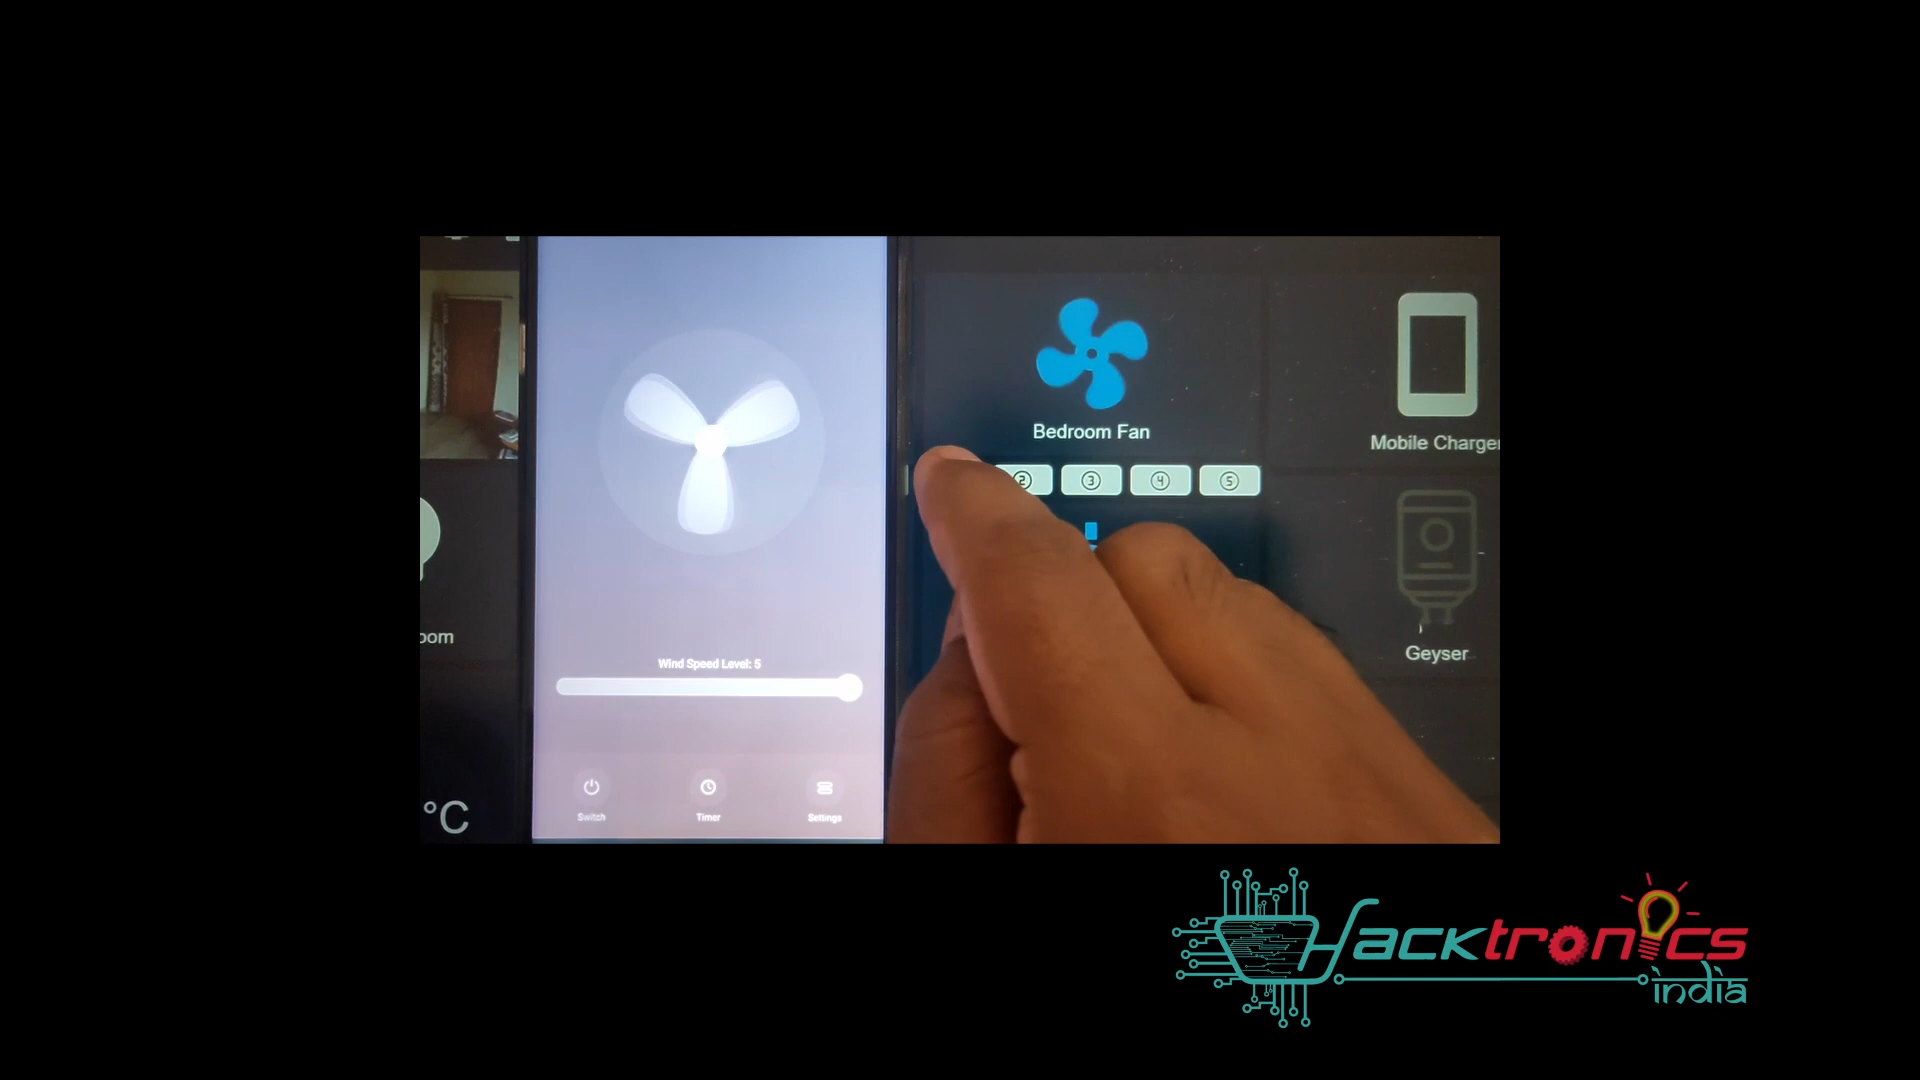 Bedroom Fan
Mobile Charge
2 3 4 5
oom
Geyser
Wind Speed Level: 5
°C
Switch
Timer
Settings
Hacktronics
india